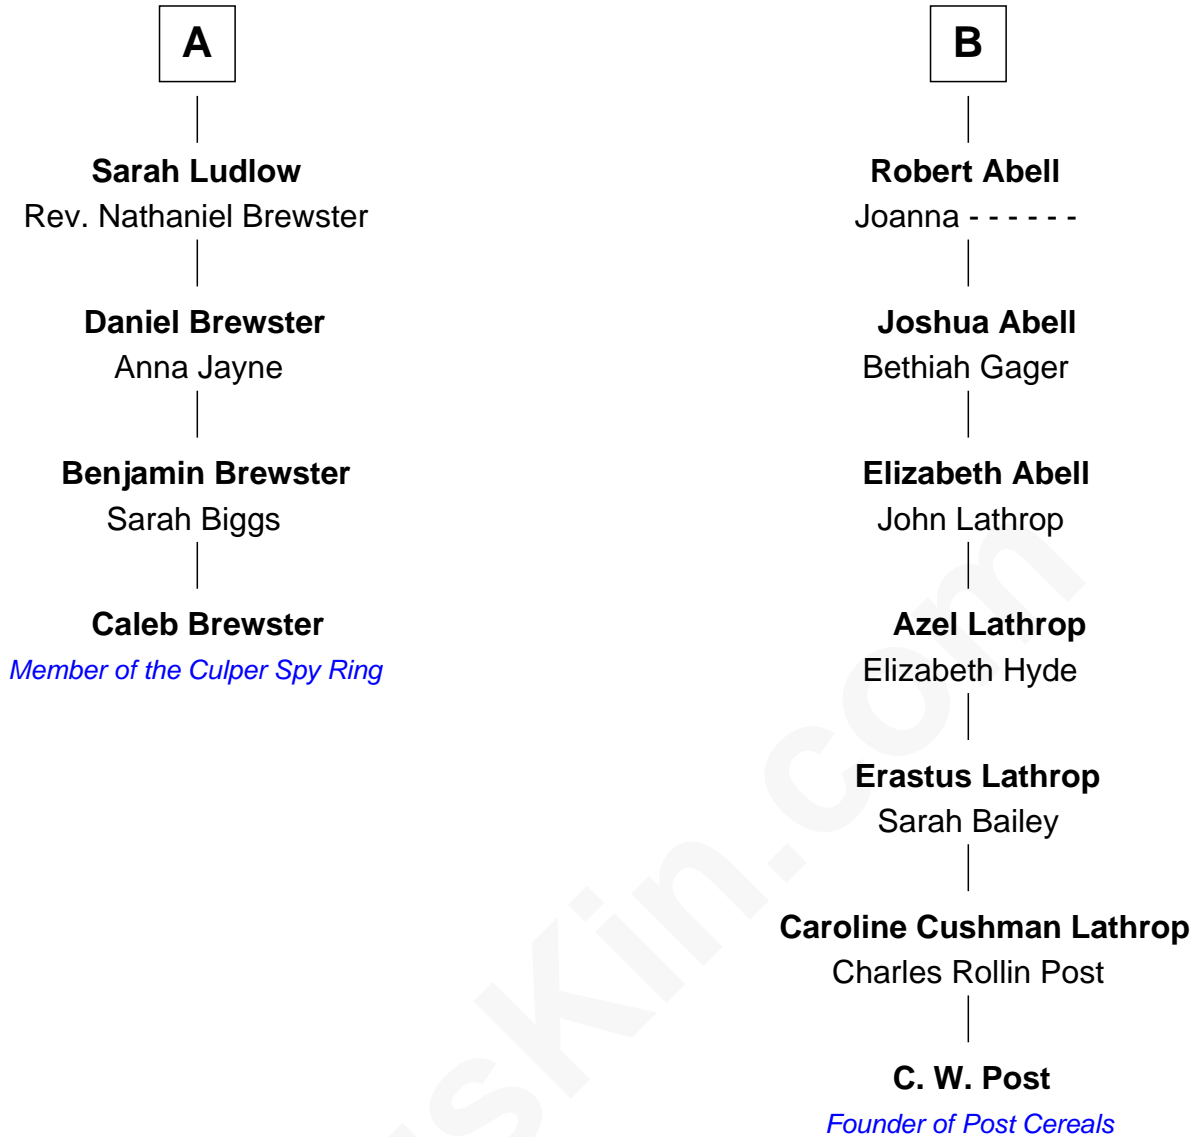 A
Sarah Ludlow
Rev. Nathaniel Brewster
Daniel Brewster
Anna Jayne
Benjamin Brewster
Sarah Biggs
Caleb Brewster
Member of the Culper Spy Ring
B
Robert Abell
Joanna - - - - - -
Joshua Abell
Bethiah Gager
Elizabeth Abell
John Lathrop
Azel Lathrop
Elizabeth Hyde
Erastus Lathrop
Sarah Bailey
Caroline Cushman Lathrop
Charles Rollin Post
C. W. Post
Founder of Post Cereals
sKin.com